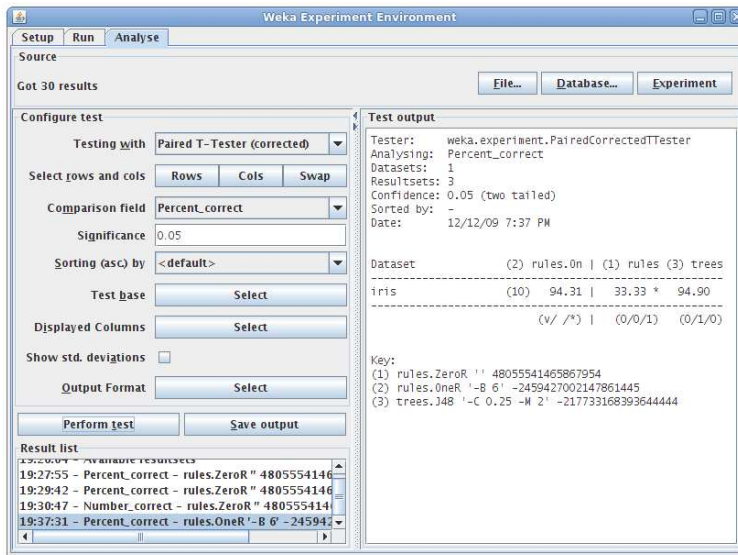 Weka Experiment Environment
Setup Run Analyse
Source
Got 30 results
File... Database... Experiment
Configure test
Testing with Paired T-Tester (corrected)
Select rows and cols Rows Cols Swap
Comparison field Percent_correct
Significance 0.05
Sorting (asc.) by <default>
Test base Select
Displayed Columns Select
Show std. deviations
Output Format Select
Perform test Save output
Result list
19:26:04 - Available resultsets
19:27:55 - Percent_correct - rules.ZeroR '' 4805554146
19:29:42 - Percent_correct - rules.ZeroR '' 4805554146
19:30:47 - Number_correct - rules.ZeroR '' 480555414
19:37:31 - Percent_correct - rules.OneR '-B 6' -245942
Test output
Tester: weka.experiment.PairedCorrectedTTester
Analysing: Percent_correct
Datasets: 1
Resultsets: 3
Confidence: 0.05 (two tailed)
Sorted by: -
Date: 12/12/09 7:37 PM
Dataset (2) rules.On | (1) rules (3) trees
iris (10) 94.31 | 33.33 * 94.90
(v/ /*) | (0/0/1) (0/1/0)
Key:
(1) rules.ZeroR '' 48055541465867954
(2) rules.OneR '-B 6' -2459427002147861445
(3) trees.J48 '-C 0.25 -M 2' -217733168393644444